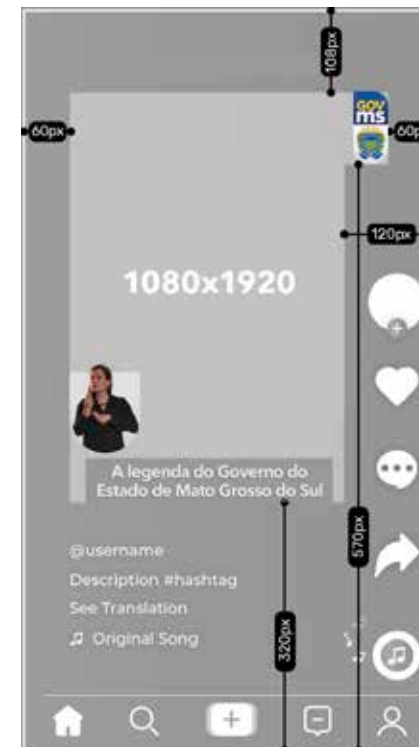 108px
GOV
ms
60px
60p
120px
1080x1920
A legenda do Governo do
Estado de Mato Grosso do Sul
570px
@username
Description #hashtag
See Translation
Original Song
320px